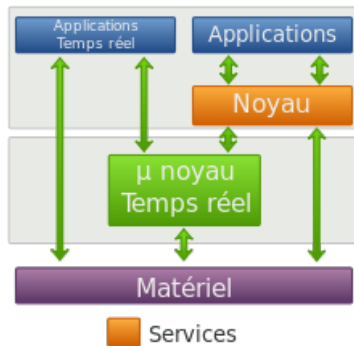 Applications
Temps réel
Applications
Noyau
µ noyau
Temps réel
Matériel
Services